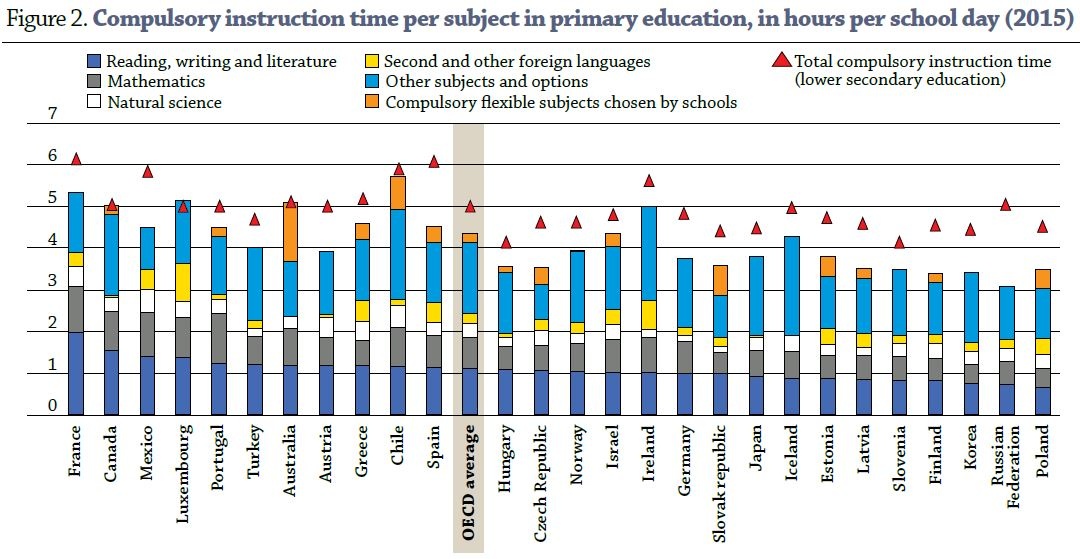 Figure 2. Compulsory instruction time per subject in primary education, in hours per school day (2015)
Reading, writing and literature
Mathematics
Natural science
Second and other foreign languages
Other subjects and options
Compulsory flexible subjects chosen by schools
Total compulsory instruction time
(lower secondary education)
7
6
5
4
3
2
1
0
France
Canada
Mexico
Luxembourg
Portugal
Turkey
Australia
Austria
Greece
Chile
Spain
OECD average
Hungary
Czech Republic
Norway
Israel
Ireland
Germany
Slovak republic
Japan
Iceland
Estonia
Latvia
Slovenia
Finland
Korea
Russian
Federation
Poland